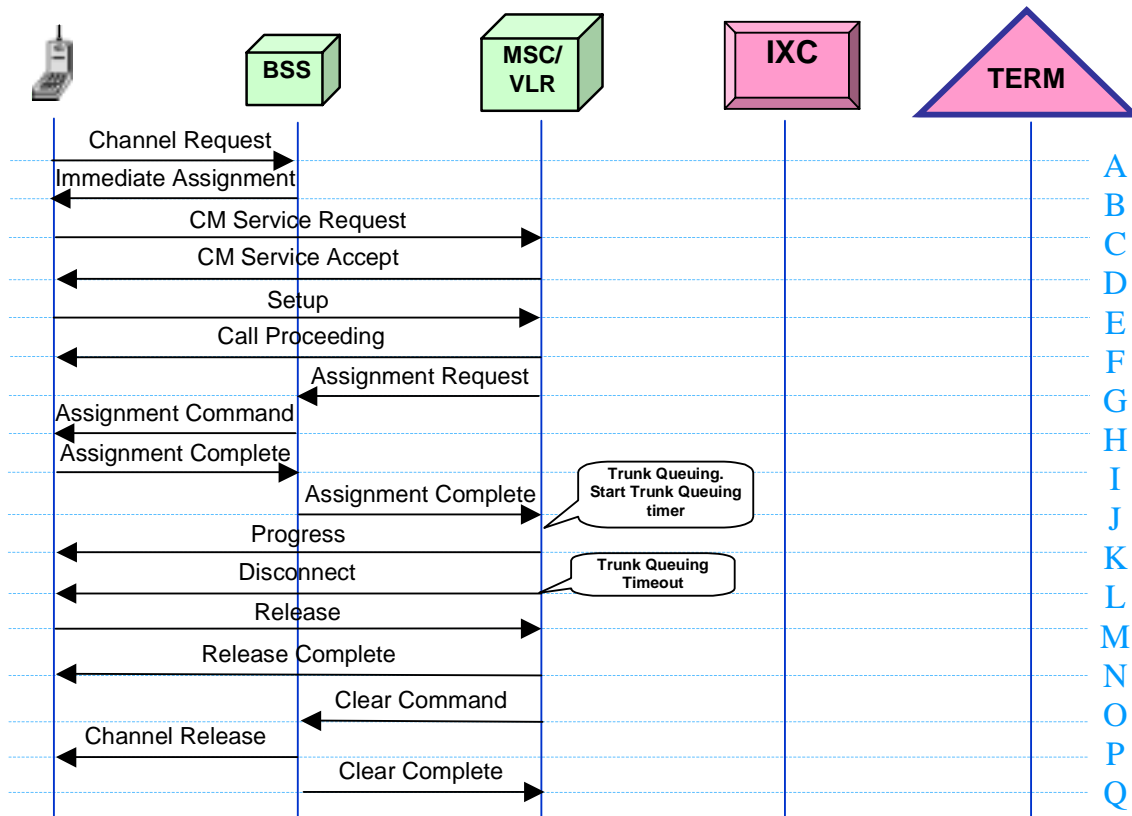 BSS
MSC/
VLR
IXC
TERM
Channel Request
A
Immediate Assignment
B
CM Service Request
C
CM Service Accept
D
Setup
E
Call Proceeding
F
Assignment Request
G
Assignment Command
H
Assignment Complete
I
Trunk Queuing.
Start Trunk Queuing
timer
Assignment Complete
J
Progress
K
Trunk Queuing
Timeout
Disconnect
L
Release
M
Release Complete
N
Clear Command
O
Channel Release
P
Clear Complete
Q